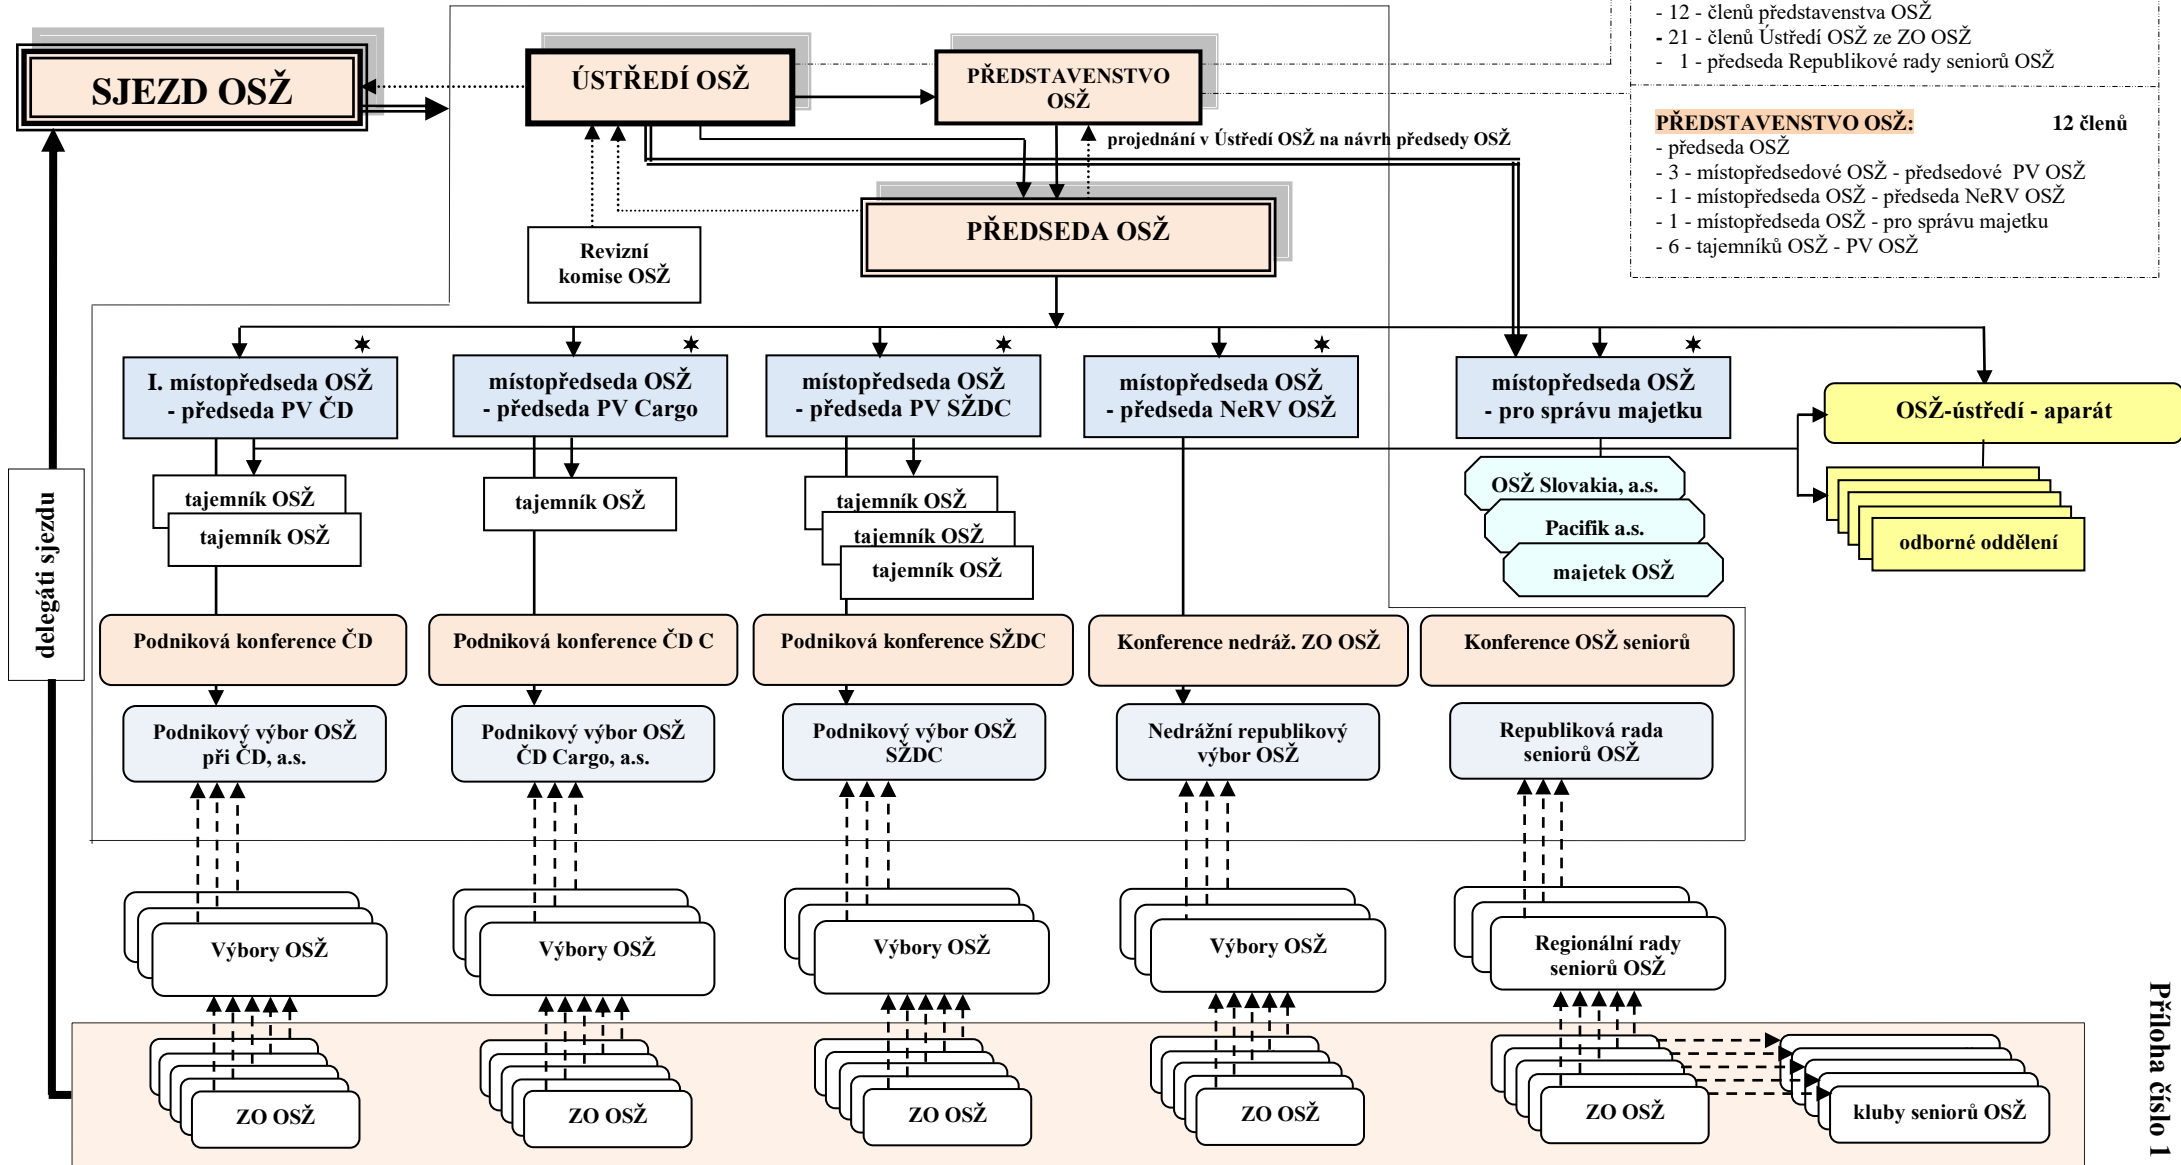 - 12 - členů představenstva OSŽ
- 21 - členů Ústředí OSŽ ze ZO OSŽ
- 1 - předseda Republikové rady seniorů OSŽ
SJEZD OSŽ
ÚSTŘEDÍ OSŽ
PŘEDSTAVENSTVO
OSŽ
PŘEDSTAVENSTVO OSŽ: 12 členů
- předseda OSŽ
- 3 - místopředsedové OSŽ - předsedové PV OSŽ
- 1 - místopředseda OSŽ - předseda NeRV OSŽ
- 1 - místopředseda OSŽ - pro správu majetku
- 6 - tajemníků OSŽ - PV OSŽ
projednání v Ústředí OSŽ na návrh předsedy OSŽ
PŘEDSEDA OSŽ
Revizní
komise OSŽ
I. místopředseda OSŽ
- předseda PV ČD
místopředseda OSŽ
- předseda PV Cargo
místopředseda OSŽ
- předseda PV SŽDC
místopředseda OSŽ
- předseda NeRV OSŽ
místopředseda OSŽ
- pro správu majetku
OSŽ-ústředí - aparát
tajemník OSŽ
tajemník OSŽ
tajemník OSŽ
tajemník OSŽ
tajemník OSŽ
tajemník OSŽ
OSŽ Slovakia, a.s.
Pacifik a.s.
majetek OSŽ
odborné oddělení
delegáti sjezdu
Podniková konference ČD
Podniková konference ČD C
Podniková konference SŽDC
Konference nedráž. ZO OSŽ
Konference OSŽ seniorů
Podnikový výbor OSŽ
při ČD, a.s.
Podnikový výbor OSŽ
ČD Cargo, a.s.
Podnikový výbor OSŽ
SŽDC
Nedrážní republikový
výbor OSŽ
Republiková rada
seniorů OSŽ
Výbory OSŽ
Výbory OSŽ
Výbory OSŽ
Výbory OSŽ
Regionální rady
seniorů OSŽ
ZO OSŽ
ZO OSŽ
ZO OSŽ
ZO OSŽ
ZO OSŽ
kluby seniorů OSŽ
Příloha číslo 1